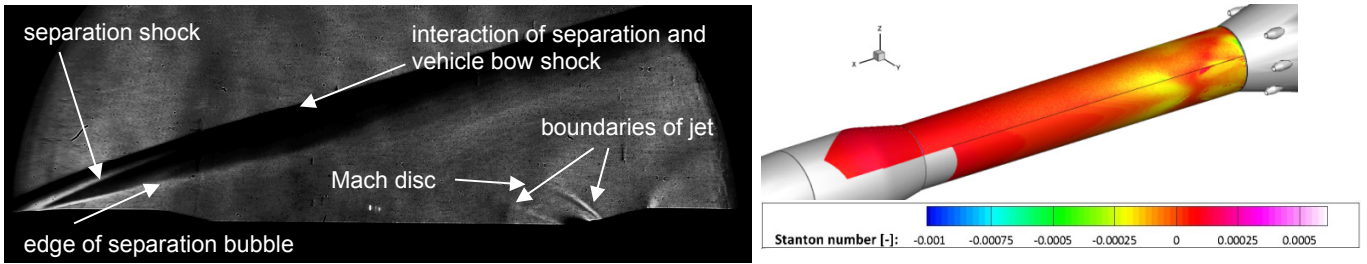 separation shock
interaction of separation and
vehicle bow shock
boundaries of jet
Mach disc
edge of separation bubble
Z
X
Y
Stanton number [-]: -0.001 -0.00075 -0.0005 -0.00025 0 0.00025 0.0005